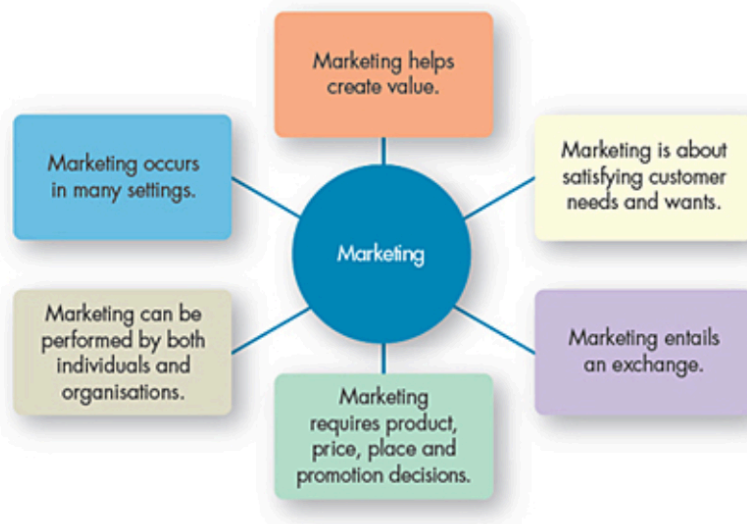 Marketing helps
create value.
Marketing occurs
in many settings.
Marketing is about
satisfying customer
needs and wants.
Marketing
Marketing can be
performed by both
individuals and
organisations.
Marketing entails
an exchange.
Marketing
requires product,
price, place and
promotion decisions.